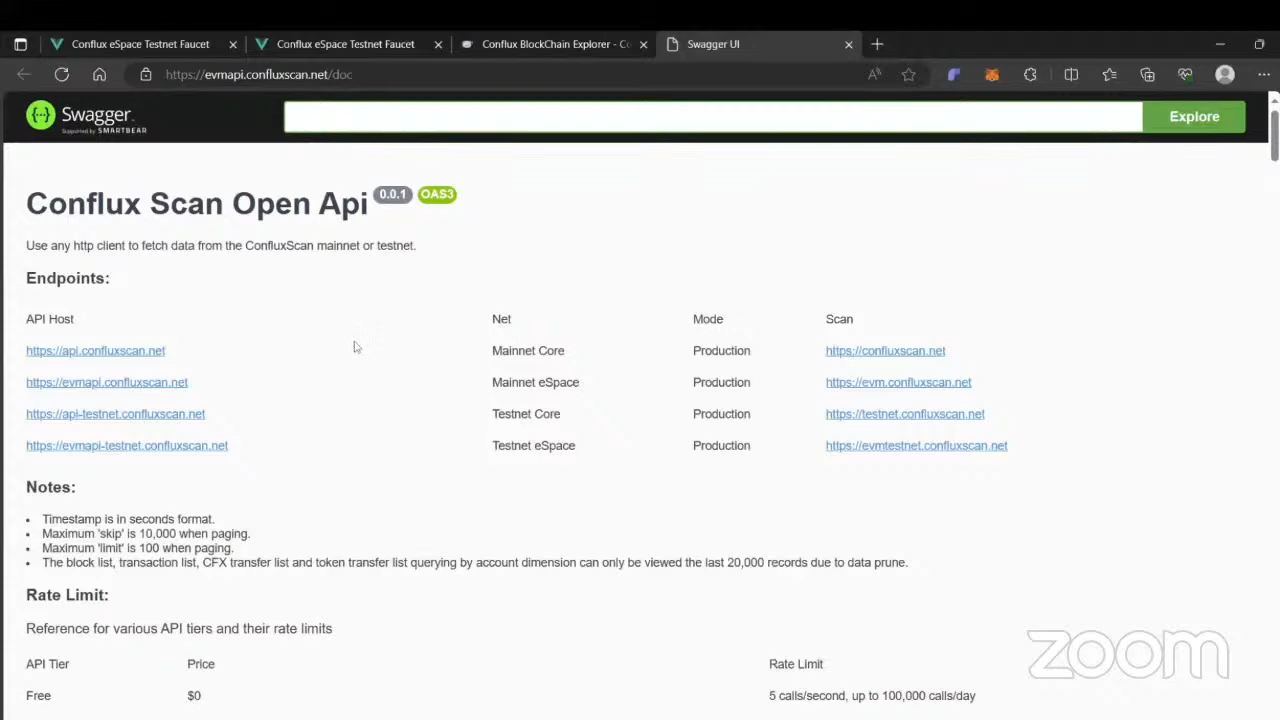 Conflux eSpace Testnet Faucet
Conflux eSpace Testnet Faucet
Conflux BlockChain Explorer - Co
Swagger UI
https://evmapi.confluxscan.net/doc
Swagger
Supported by SMARTBEAR
Explore
Conflux Scan Open Api 0.0.1 OAS3
Use any http client to fetch data from the ConfluxScan mainnet or testnet.
Endpoints:
API Host Net Mode Scan
https://api.confluxscan.net Mainnet Core Production https://confluxscan.net
https://evmapi.confluxscan.net Mainnet eSpace Production https://evm.confluxscan.net
https://api-testnet.confluxscan.net Testnet Core Production https://testnet.confluxscan.net
https://evmapi-testnet.confluxscan.net Testnet eSpace Production https://evmtestnet.confluxscan.net
Notes:
Timestamp is in seconds format.
Maximum 'skip' is 10,000 when paging.
Maximum 'limit' is 100 when paging.
The block list, transaction list, CFX transfer list and token transfer list querying by account dimension can only be viewed the last 20,000 records due to data prune.
Rate Limit:
Reference for various API tiers and their rate limits
API Tier Price Rate Limit
Free $0 5 calls/second, up to 100,000 calls/day
zoom